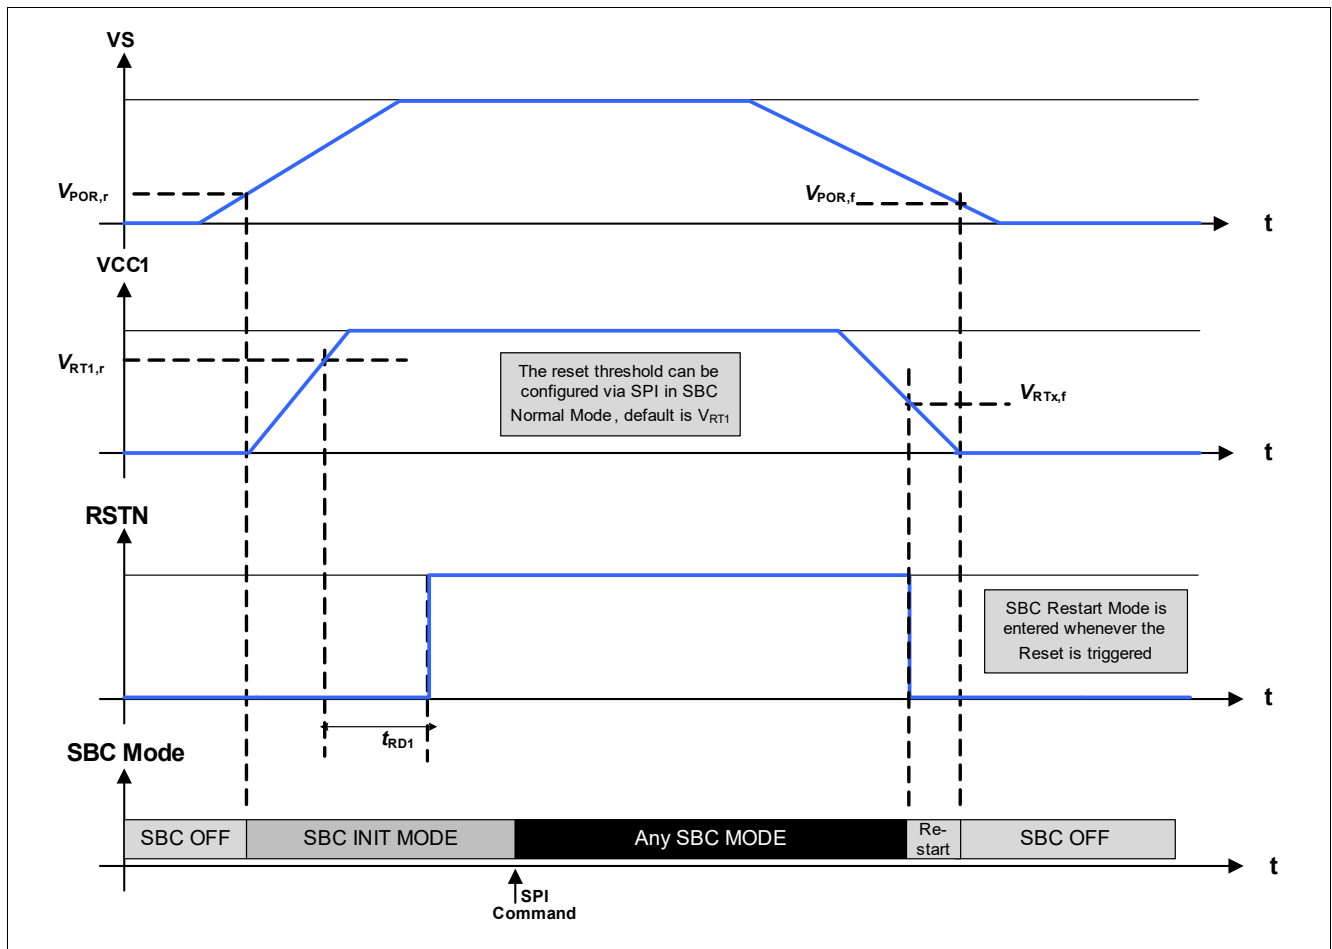 VS
V_POR,r
V_POR,f
t
VCC1
V_RT1,r
The reset threshold can be
configured via SPI in SBC
Normal Mode, default is V_RT1
V_RTx,f
t
RSTN
SBC Restart Mode is
entered whenever the
Reset is triggered
t
t_RD1
SBC Mode
SBC OFF
SBC INIT MODE
Any SBC MODE
Re-
start
SBC OFF
t
SPI
Command